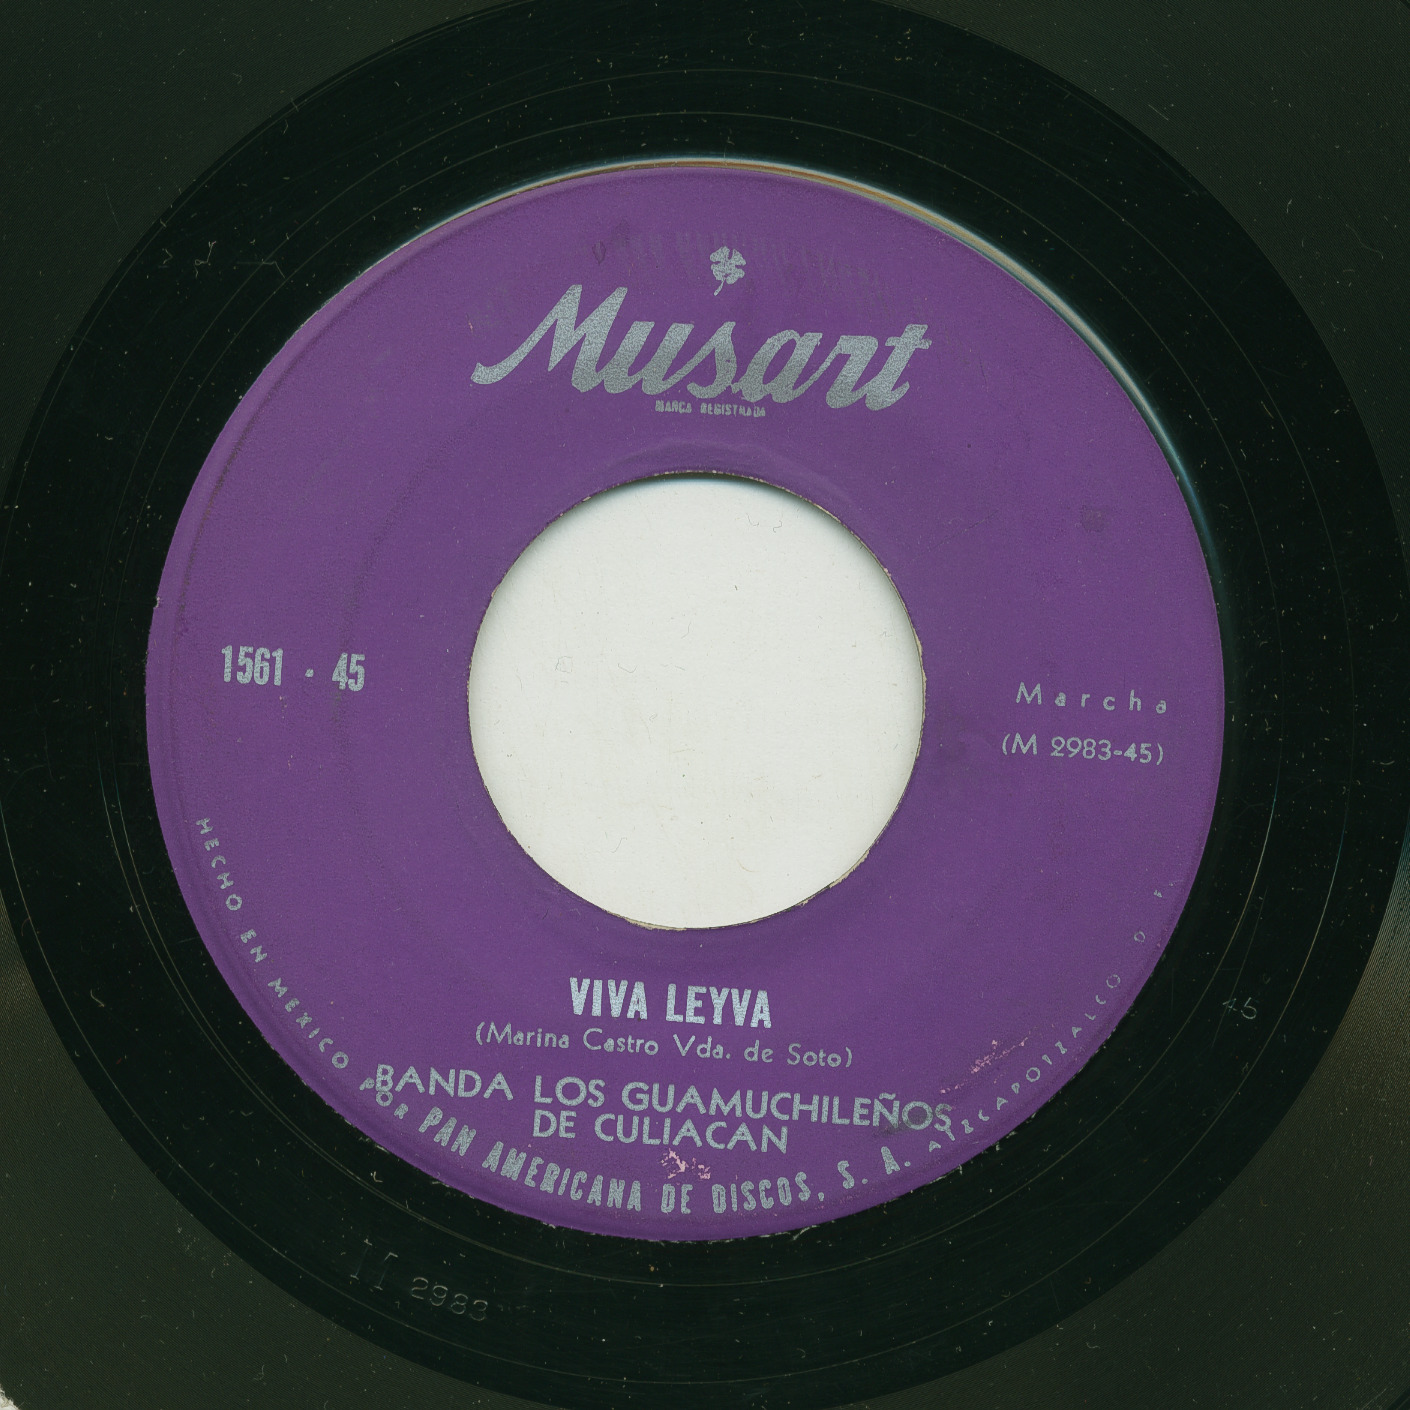 Musart
MARCA REGISTRADA
1561 - 45
Marcha
(M 2983-45)
VIVA LEYVA
(Marina Castro Vda. de Soto)
BANDA LOS GUAMUCHILEÑOS
DE CULIACAN
HECHO EN MEXICO POR PAN AMERICANA DE DISCOS, S. A. ATZCAPOTZALCO D. F.
45
2983